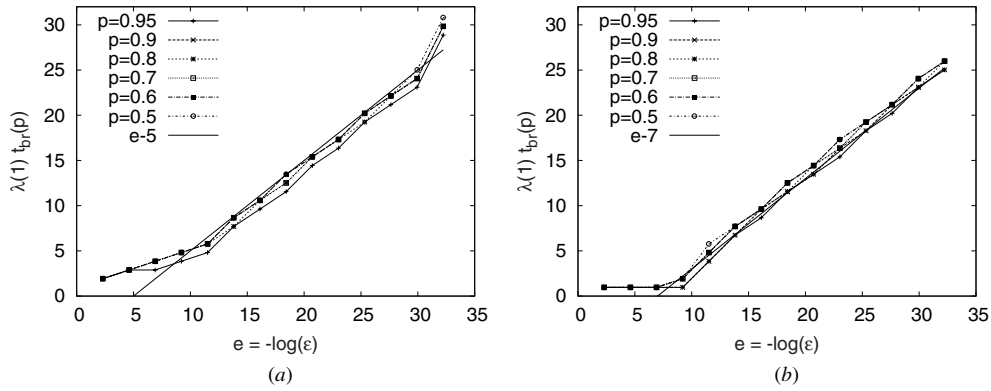 30
25
20
15
10
5
0
λ(1) t_br(p)
p=0.95
p=0.9
p=0.8
p=0.7
p=0.6
p=0.5
e-5
0 5 10 15 20 25 30 35
e = -log(ε)
(a)
30
25
20
15
10
5
0
λ(1) t_br(p)
p=0.95
p=0.9
p=0.8
p=0.7
p=0.6
p=0.5
e-7
0 5 10 15 20 25 30 35
e = -log(ε)
(b)